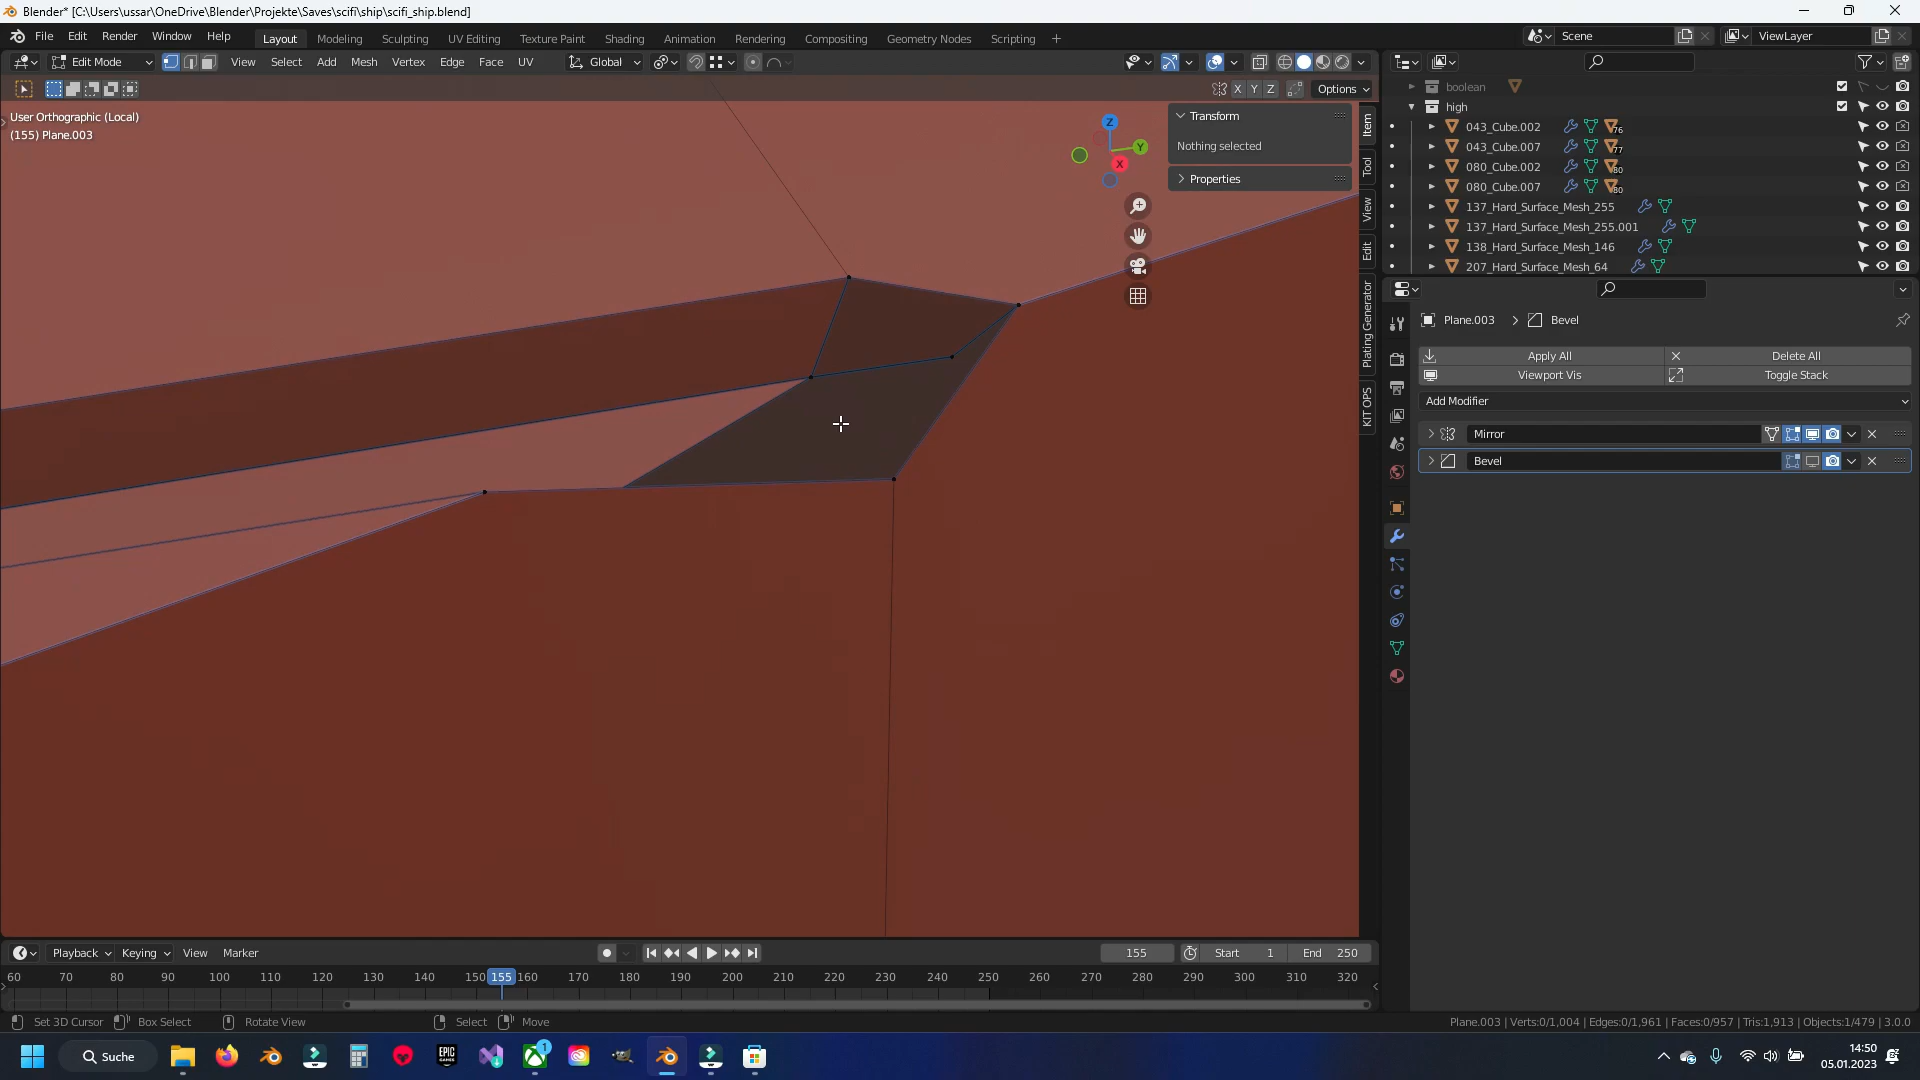 Blender* [C:\Users\ussar\OneDrive\Blender\Projekte\Saves\scifi\ship\scifi_ship.blend]
File Edit Render Window Help Layout Modeling Sculpting UV Editing Texture Paint Shading Animation Rendering Compositing Geometry Nodes Scripting + Scene ViewLayer
Edit Mode View Select Add Mesh Vertex Edge Face UV Global
X Y Z Options
User Orthographic (Local)
(155) Plane.003
Z
Y
X
Transform
Nothing selected
Properties
Item
Tool
View
Edit
Plating Generator
KIT OPS
boolean
high
043_Cube.002 76
043_Cube.007 77
080_Cube.002 80
080_Cube.007 80
137_Hard_Surface_Mesh_255
137_Hard_Surface_Mesh_255.001
138_Hard_Surface_Mesh_146
207_Hard_Surface_Mesh_64
Plane.003 > Bevel
Apply All Delete All
Viewport Vis Toggle Stack
Add Modifier
Mirror
Bevel
Playback Keying View Marker 155 Start 1 End 250
60 70 80 90 100 110 120 130 140 150 155 160 170 180 190 200 210 220 230 240 250 260 270 280 290 300 310 320
Set 3D Cursor Box Select Rotate View Select Move Plane.003 | Verts:0/1,004 | Edges:0/1,961 | Faces:0/957 | Tris:1,913 | Objects:1/479 | 3.0.0
Suche EPIC GAMES 1 14:50
05.01.2023